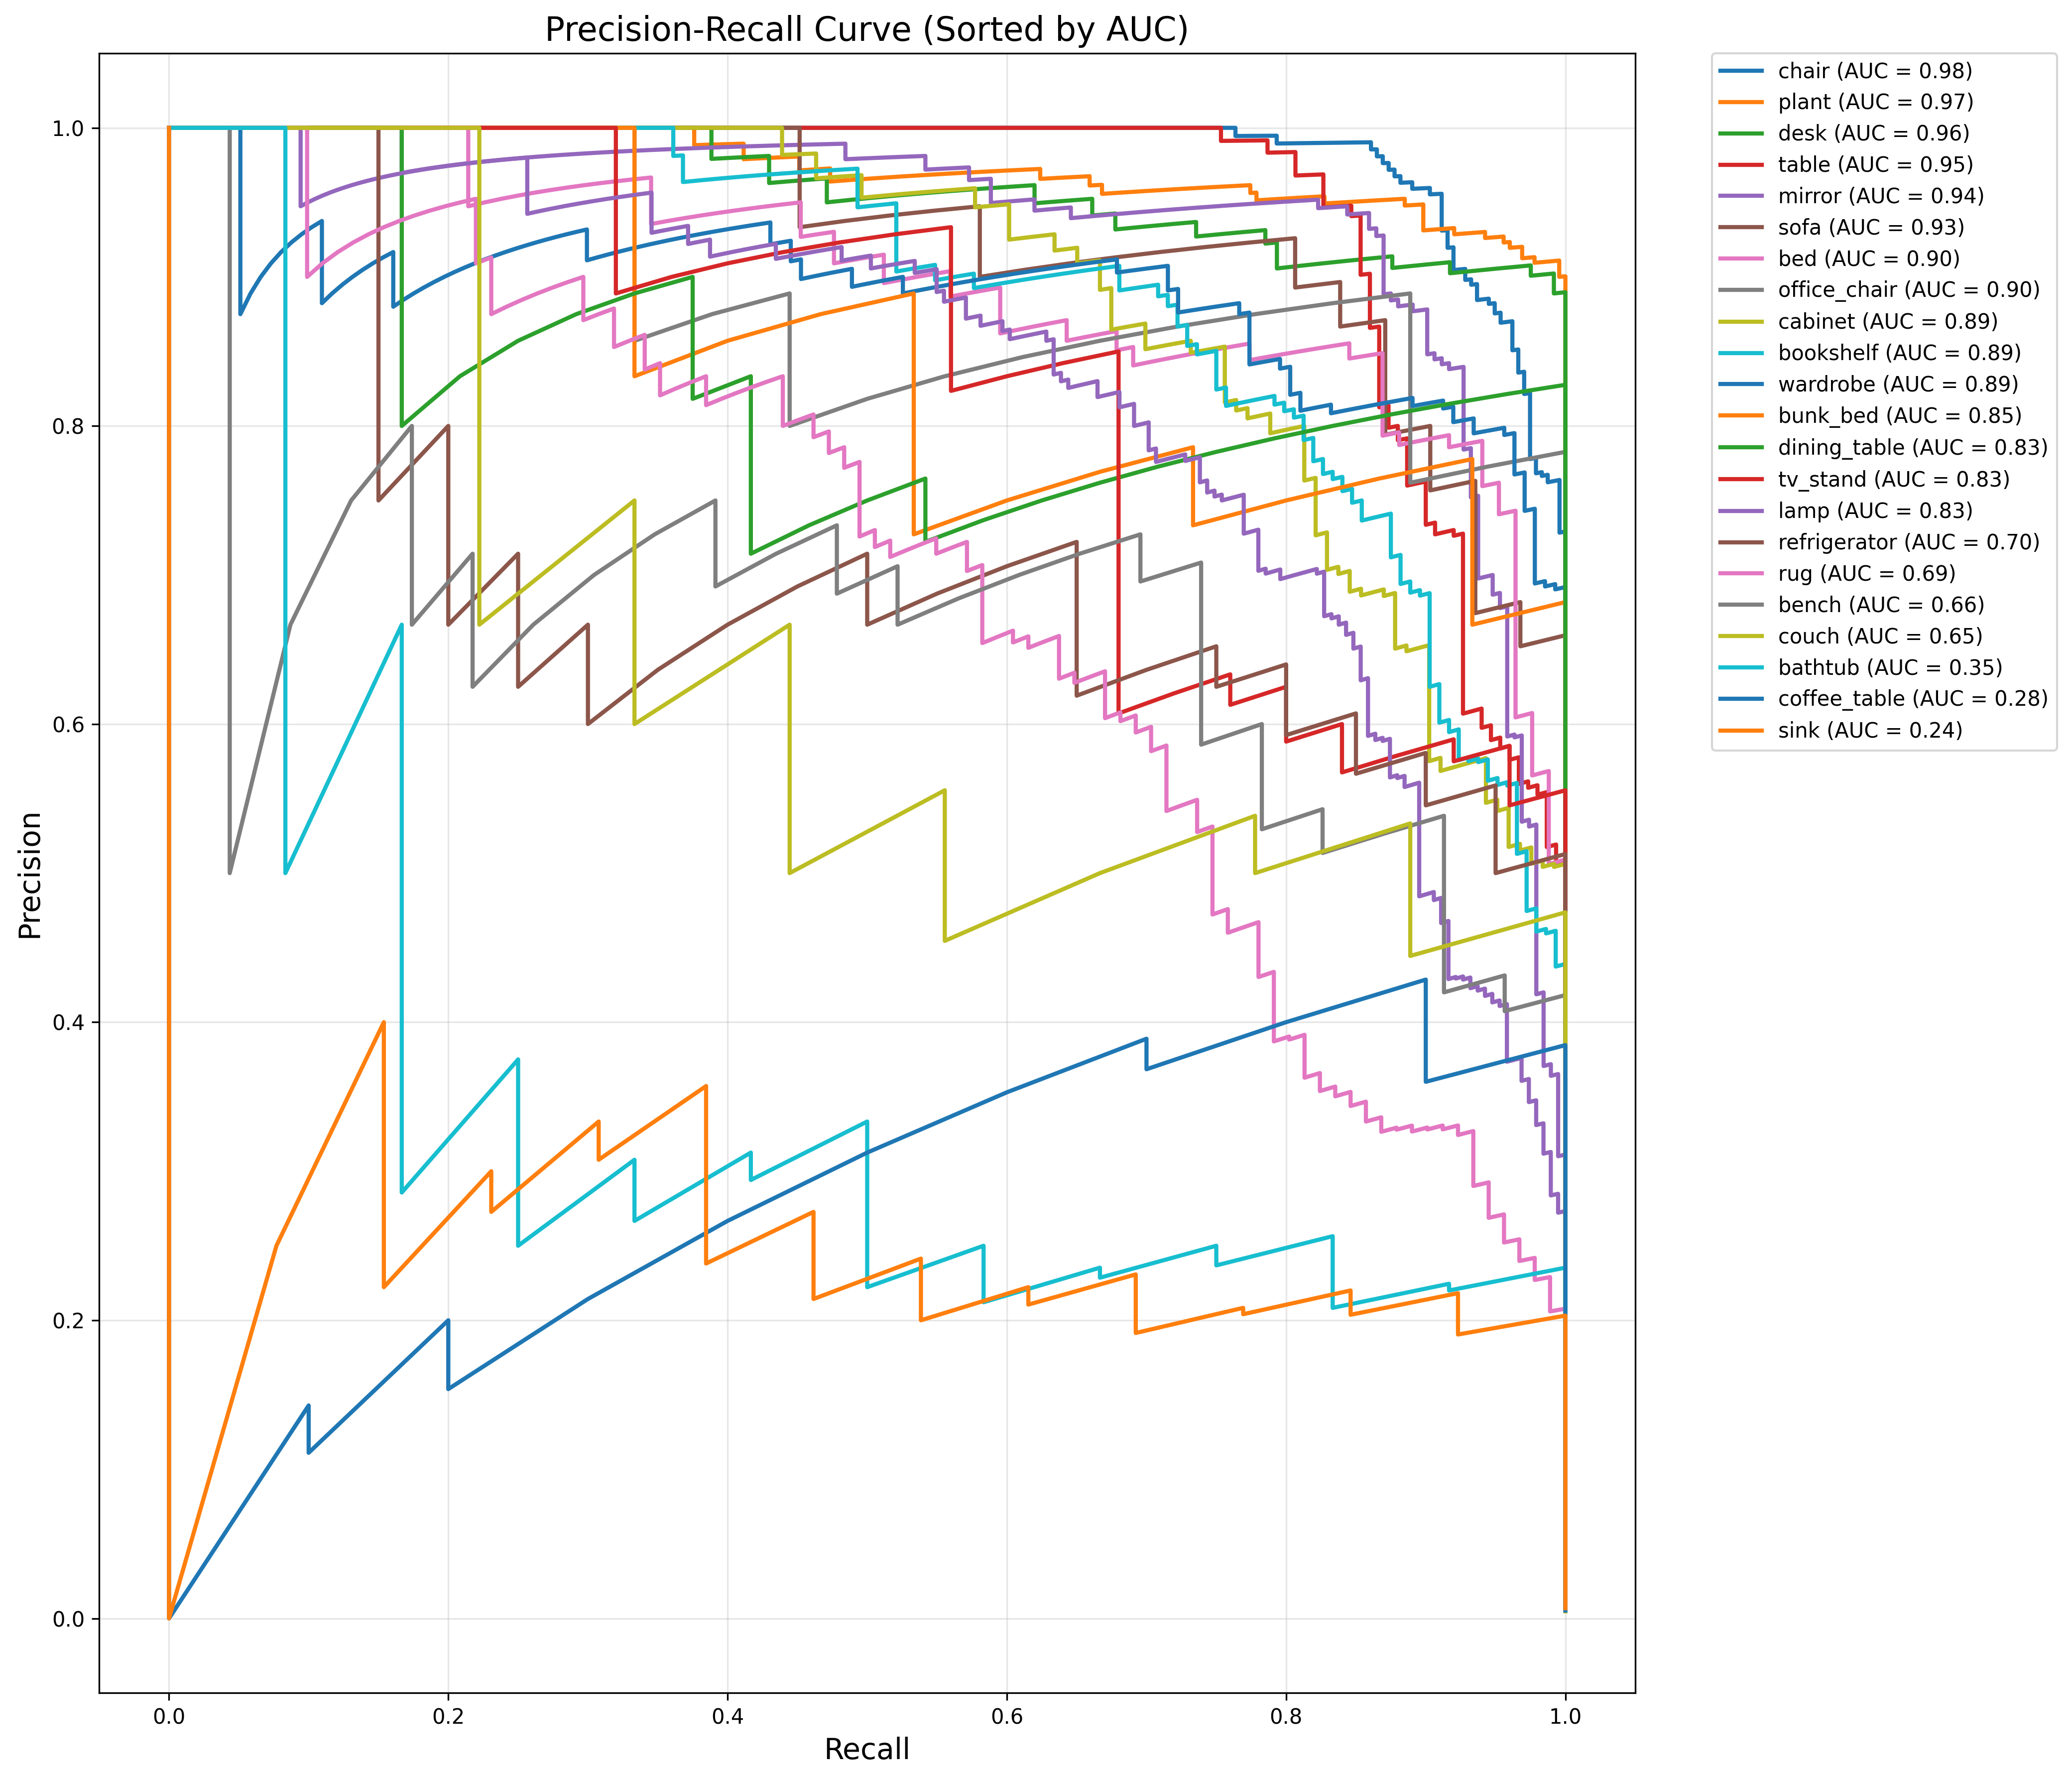 Precision-Recall Curve (Sorted by AUC)
chair (AUC = 0.98)
plant (AUC = 0.97)
desk (AUC = 0.96)
table (AUC = 0.95)
mirror (AUC = 0.94)
sofa (AUC = 0.93)
bed (AUC = 0.90)
office_chair (AUC = 0.90)
cabinet (AUC = 0.89)
bookshelf (AUC = 0.89)
wardrobe (AUC = 0.89)
bunk_bed (AUC = 0.85)
dining_table (AUC = 0.83)
tv_stand (AUC = 0.83)
lamp (AUC = 0.83)
refrigerator (AUC = 0.70)
rug (AUC = 0.69)
bench (AUC = 0.66)
couch (AUC = 0.65)
bathtub (AUC = 0.35)
coffee_table (AUC = 0.28)
sink (AUC = 0.24)
1.0
0.8
0.6
0.4
0.2
0.0
Precision
0.0 0.2 0.4 0.6 0.8 1.0
Recall